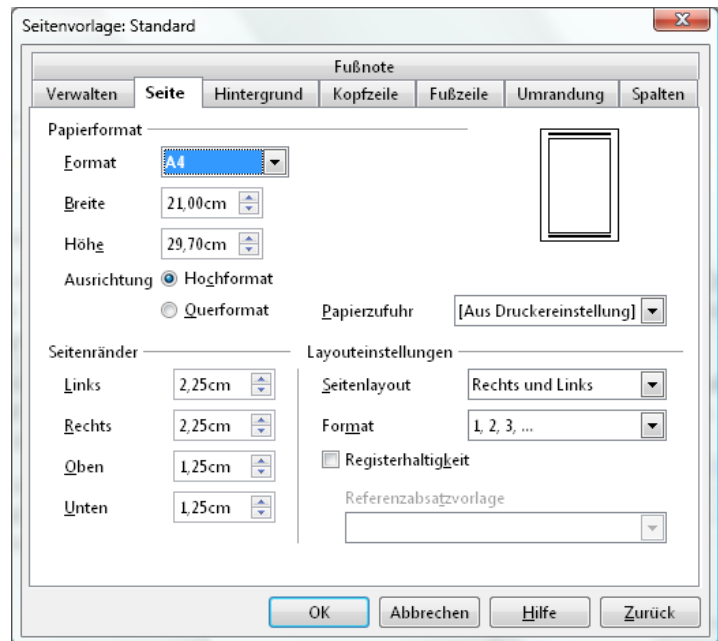 Seitenvorlage: Standard
Fußnote
Verwalten Seite Hintergrund Kopfzeile Fußzeile Umrandung Spalten
Papierformat
Format A4
Breite 21,00cm
Höhe 29,70cm
Ausrichtung Hochformat
Querformat Papierzufuhr [Aus Druckereinstellung]
Seitenränder Layouteinstellungen
Links 2,25cm Seitenlayout Rechts und Links
Rechts 2,25cm Format 1, 2, 3, ...
Oben 1,25cm Registerhaltigkeit
Unten 1,25cm Referenzabsatzvorlage
OK Abbrechen Hilfe Zurück